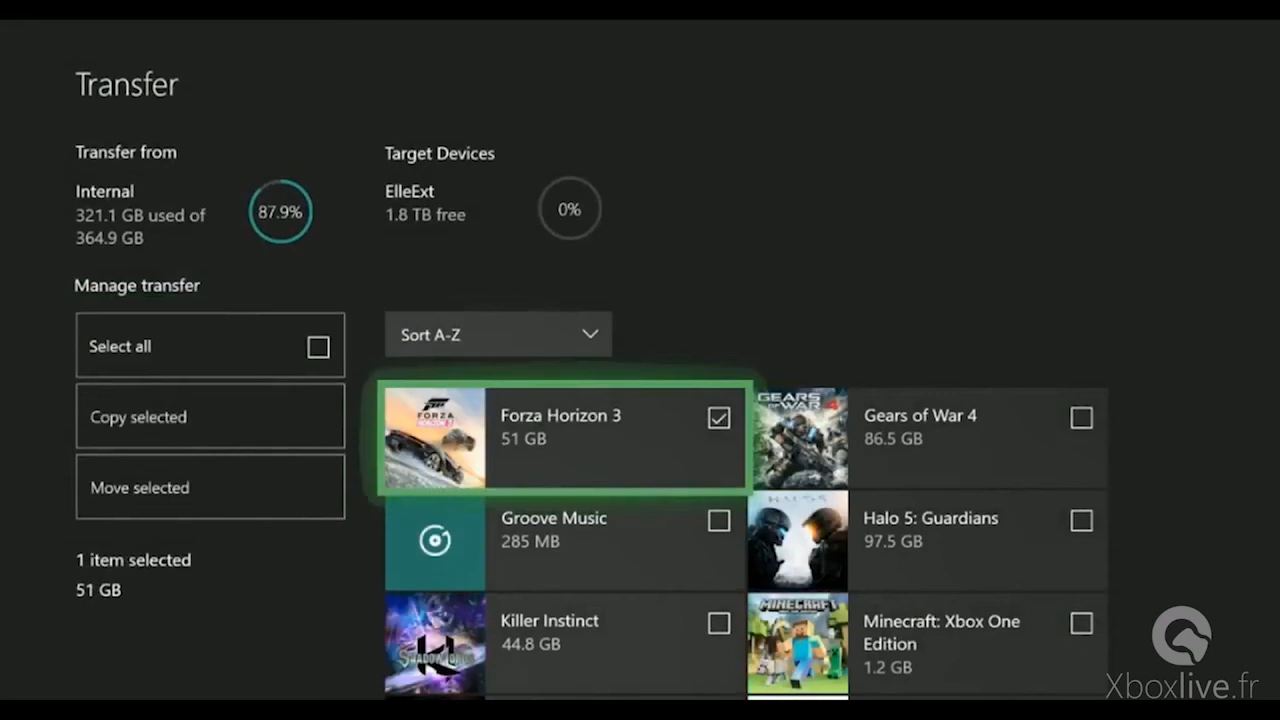 Transfer
Transfer from
Internal
321.1 GB used of
364.9 GB
87.9%
Target Devices
ElleExt
1.8 TB free
0%
Manage transfer
Select all
Copy selected
Move selected
1 item selected
51 GB
Sort A-Z
FORZA
HORIZON 3
Forza Horizon 3
51 GB
GEARS
OF WAR 4
Gears of War 4
86.5 GB
Groove Music
285 MB
HALO 5
Halo 5: Guardians
97.5 GB
Killer Instinct
44.8 GB
MINECRAFT
Minecraft: Xbox One
Edition
1.2 GB
Xboxlive.fr